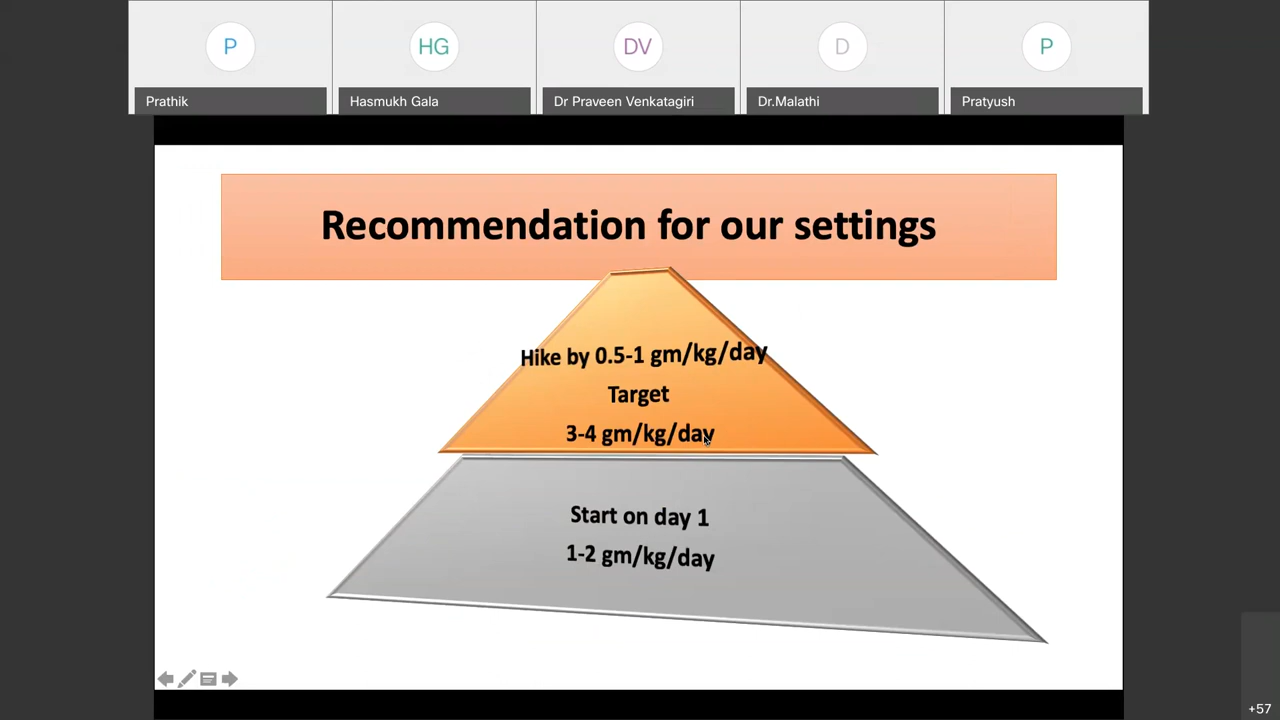 P
HG
DV
D
P
Prathik
Hasmukh Gala
Dr Praveen Venkatagiri
Dr.Malathi
Pratyush
Recommendation for our settings
Hike by 0.5-1 gm/kg/day
Target
3-4 gm/kg/day
Start on day 1
1-2 gm/kg/day
+57